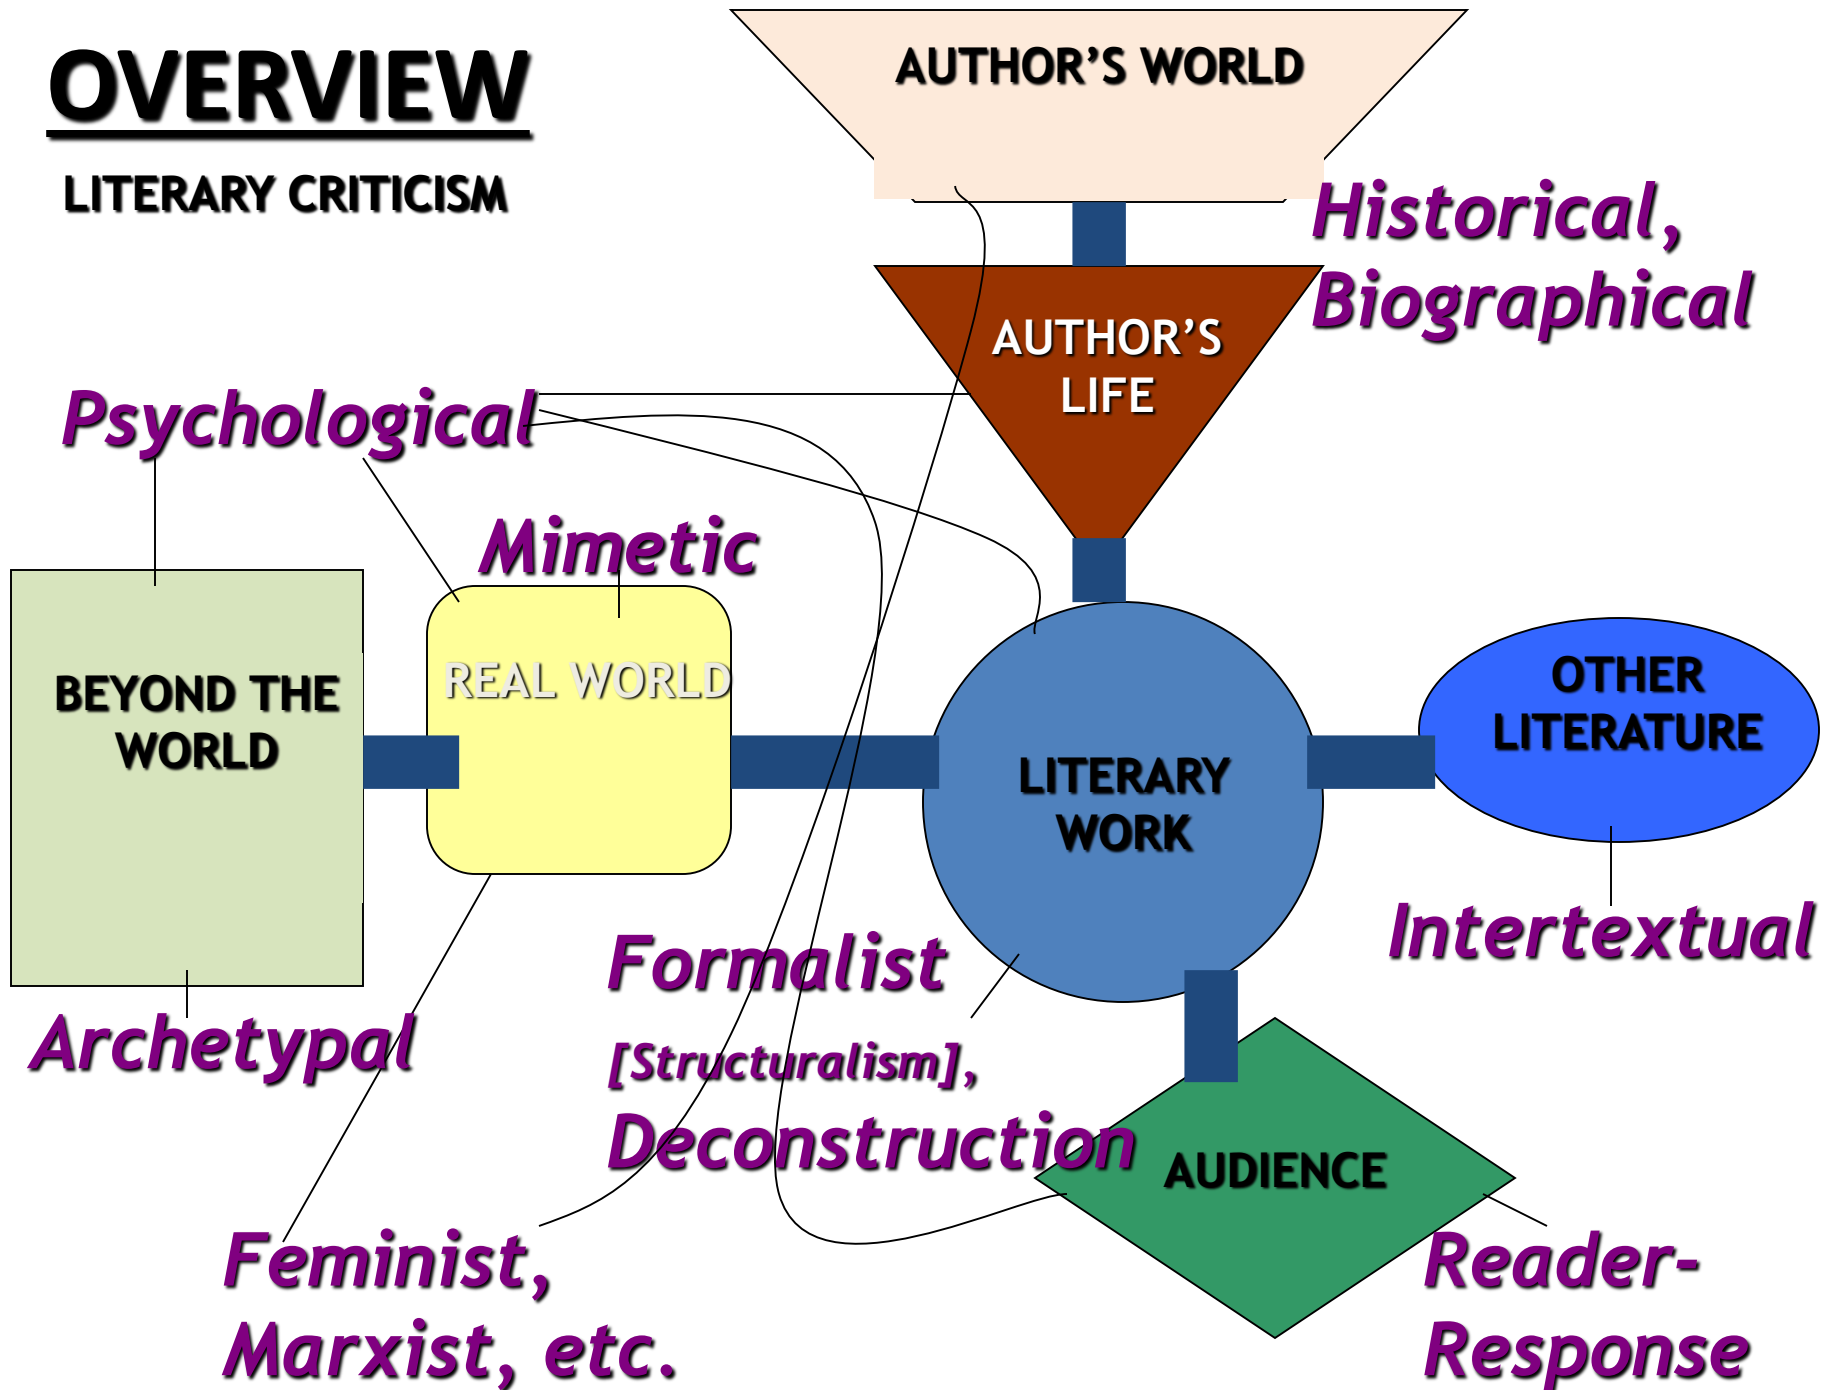 OVERVIEW
LITERARY CRITICISM
AUTHOR’S WORLD
Historical,
Biographical
AUTHOR’S
LIFE
Psychological
Mimetic
BEYOND THE
WORLD
REAL WORLD
LITERARY
WORK
OTHER
LITERATURE
Intertextual
Formalist
[Structuralism],
Deconstruction
Archetypal
AUDIENCE
Feminist,
Marxist, etc.
Reader-
Response